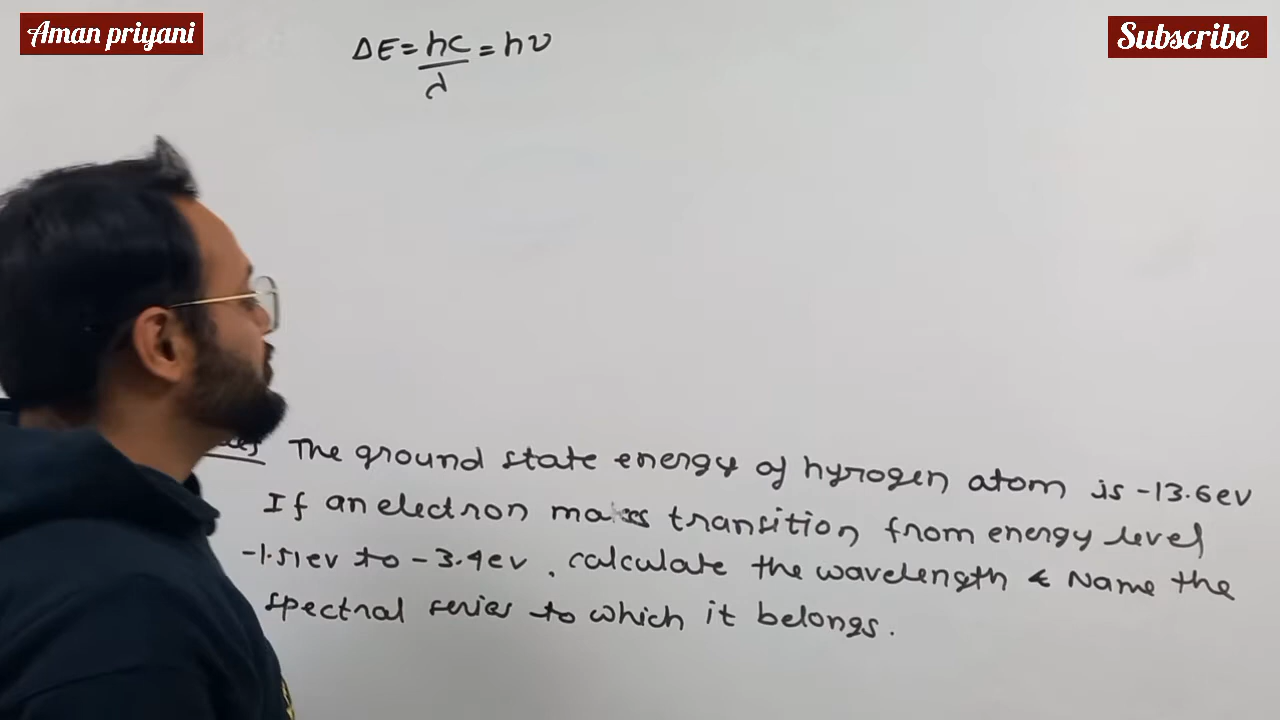 Aman priyani
Subscribe
ΔE = hc/λ = hν
The ground state energy of hyrogen atom is -13.6ev
If an electron makes transition from energy level
-1.51ev to -3.4ev. calculate the wavelength & Name the
spectral series to which it belongs.